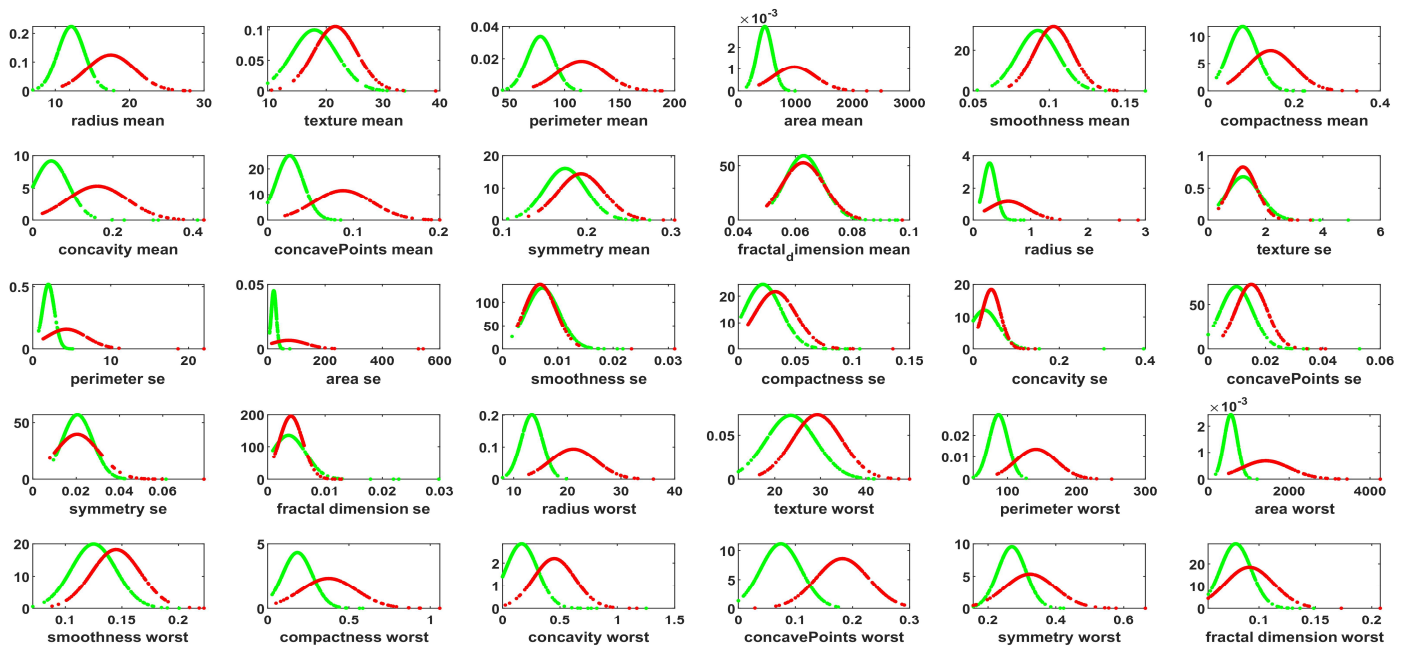 0.2
0.1
0
10 20 30
radius mean
0.1
0.05
0
10 20 30 40
texture mean
0.04
0.02
0
50 100 150 200
perimeter mean
×10-3
3
2
1
0
0 1000 2000 3000
area mean
20
0
0.05 0.1 0.15
smoothness mean
10
5
0
0 0.2 0.4
compactness mean
10
5
0
0 0.2 0.4
concavity mean
20
10
0
0 0.1 0.2
concavePoints mean
20
10
0
0.1 0.2 0.3
symmetry mean
50
0
0.04 0.06 0.08 0.1
fractaldimension mean
4
2
0
0 1 2 3
radius se
1
0.5
0
0 2 4 6
texture se
0.5
0
0 10 20
perimeter se
0.05
0
0 200 400 600
area se
100
50
0
0 0.01 0.02 0.03
smoothness se
20
10
0
0 0.05 0.1 0.15
compactness se
20
10
0
0 0.2 0.4
concavity se
50
0
0 0.02 0.04 0.06
concavePoints se
50
0
0 0.02 0.04 0.06
symmetry se
200
100
0
0 0.01 0.02 0.03
fractal dimension se
0.2
0.1
0
10 20 30 40
radius worst
0.05
0
20 30 40 50
texture worst
0.02
0.01
0
100 200 300
perimeter worst
×10-3
2
1
0
0 2000 4000
area worst
20
10
0
0.1 0.15 0.2
smoothness worst
5
0
0 0.5 1
compactness worst
2
1
0
0 0.5 1 1.5
concavity worst
10
5
0
0 0.1 0.2 0.3
concavePoints worst
10
5
0
0.2 0.4 0.6
symmetry worst
20
10
0
0.1 0.15 0.2
fractal dimension worst